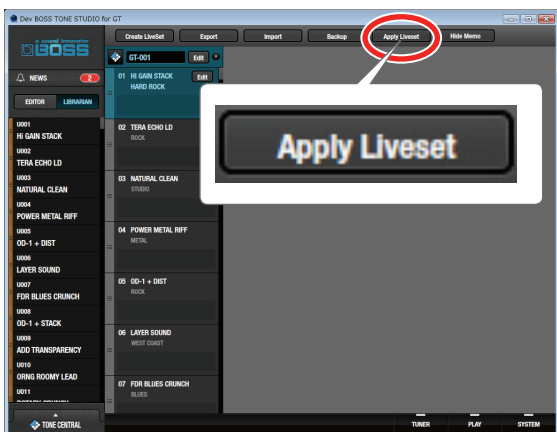 Dev BOSS TONE STUDIO for GT
a sound innovator
BOSS
Create LiveSet
Export
Import
Backup
Apply Liveset
Hide Memo
NEWS
2
EDITOR
LIBRARIAN
U001
Hi GAIN STACK
U002
TERA ECHO LD
U003
NATURAL CLEAN
U004
POWER METAL RIFF
U005
OD-1 + DIST
U006
LAYER SOUND
U007
FDR BLUES CRUNCH
U008
OD-1 + STACK
U009
ADD TRANSPARENCY
U010
ORNG ROOMY LEAD
U011
TONE CENTRAL
GT-001
Edit
01 HI GAIN STACK
Edit
HARD ROCK
02 TERA ECHO LD
ROCK
03 NATURAL CLEAN
STUDIO
04 POWER METAL RIFF
METAL
05 OD-1 + DIST
ROCK
06 LAYER SOUND
WEST COAST
07 FDR BLUES CRUNCH
BLUES
Apply Liveset
TUNER
PLAY
SYSTEM